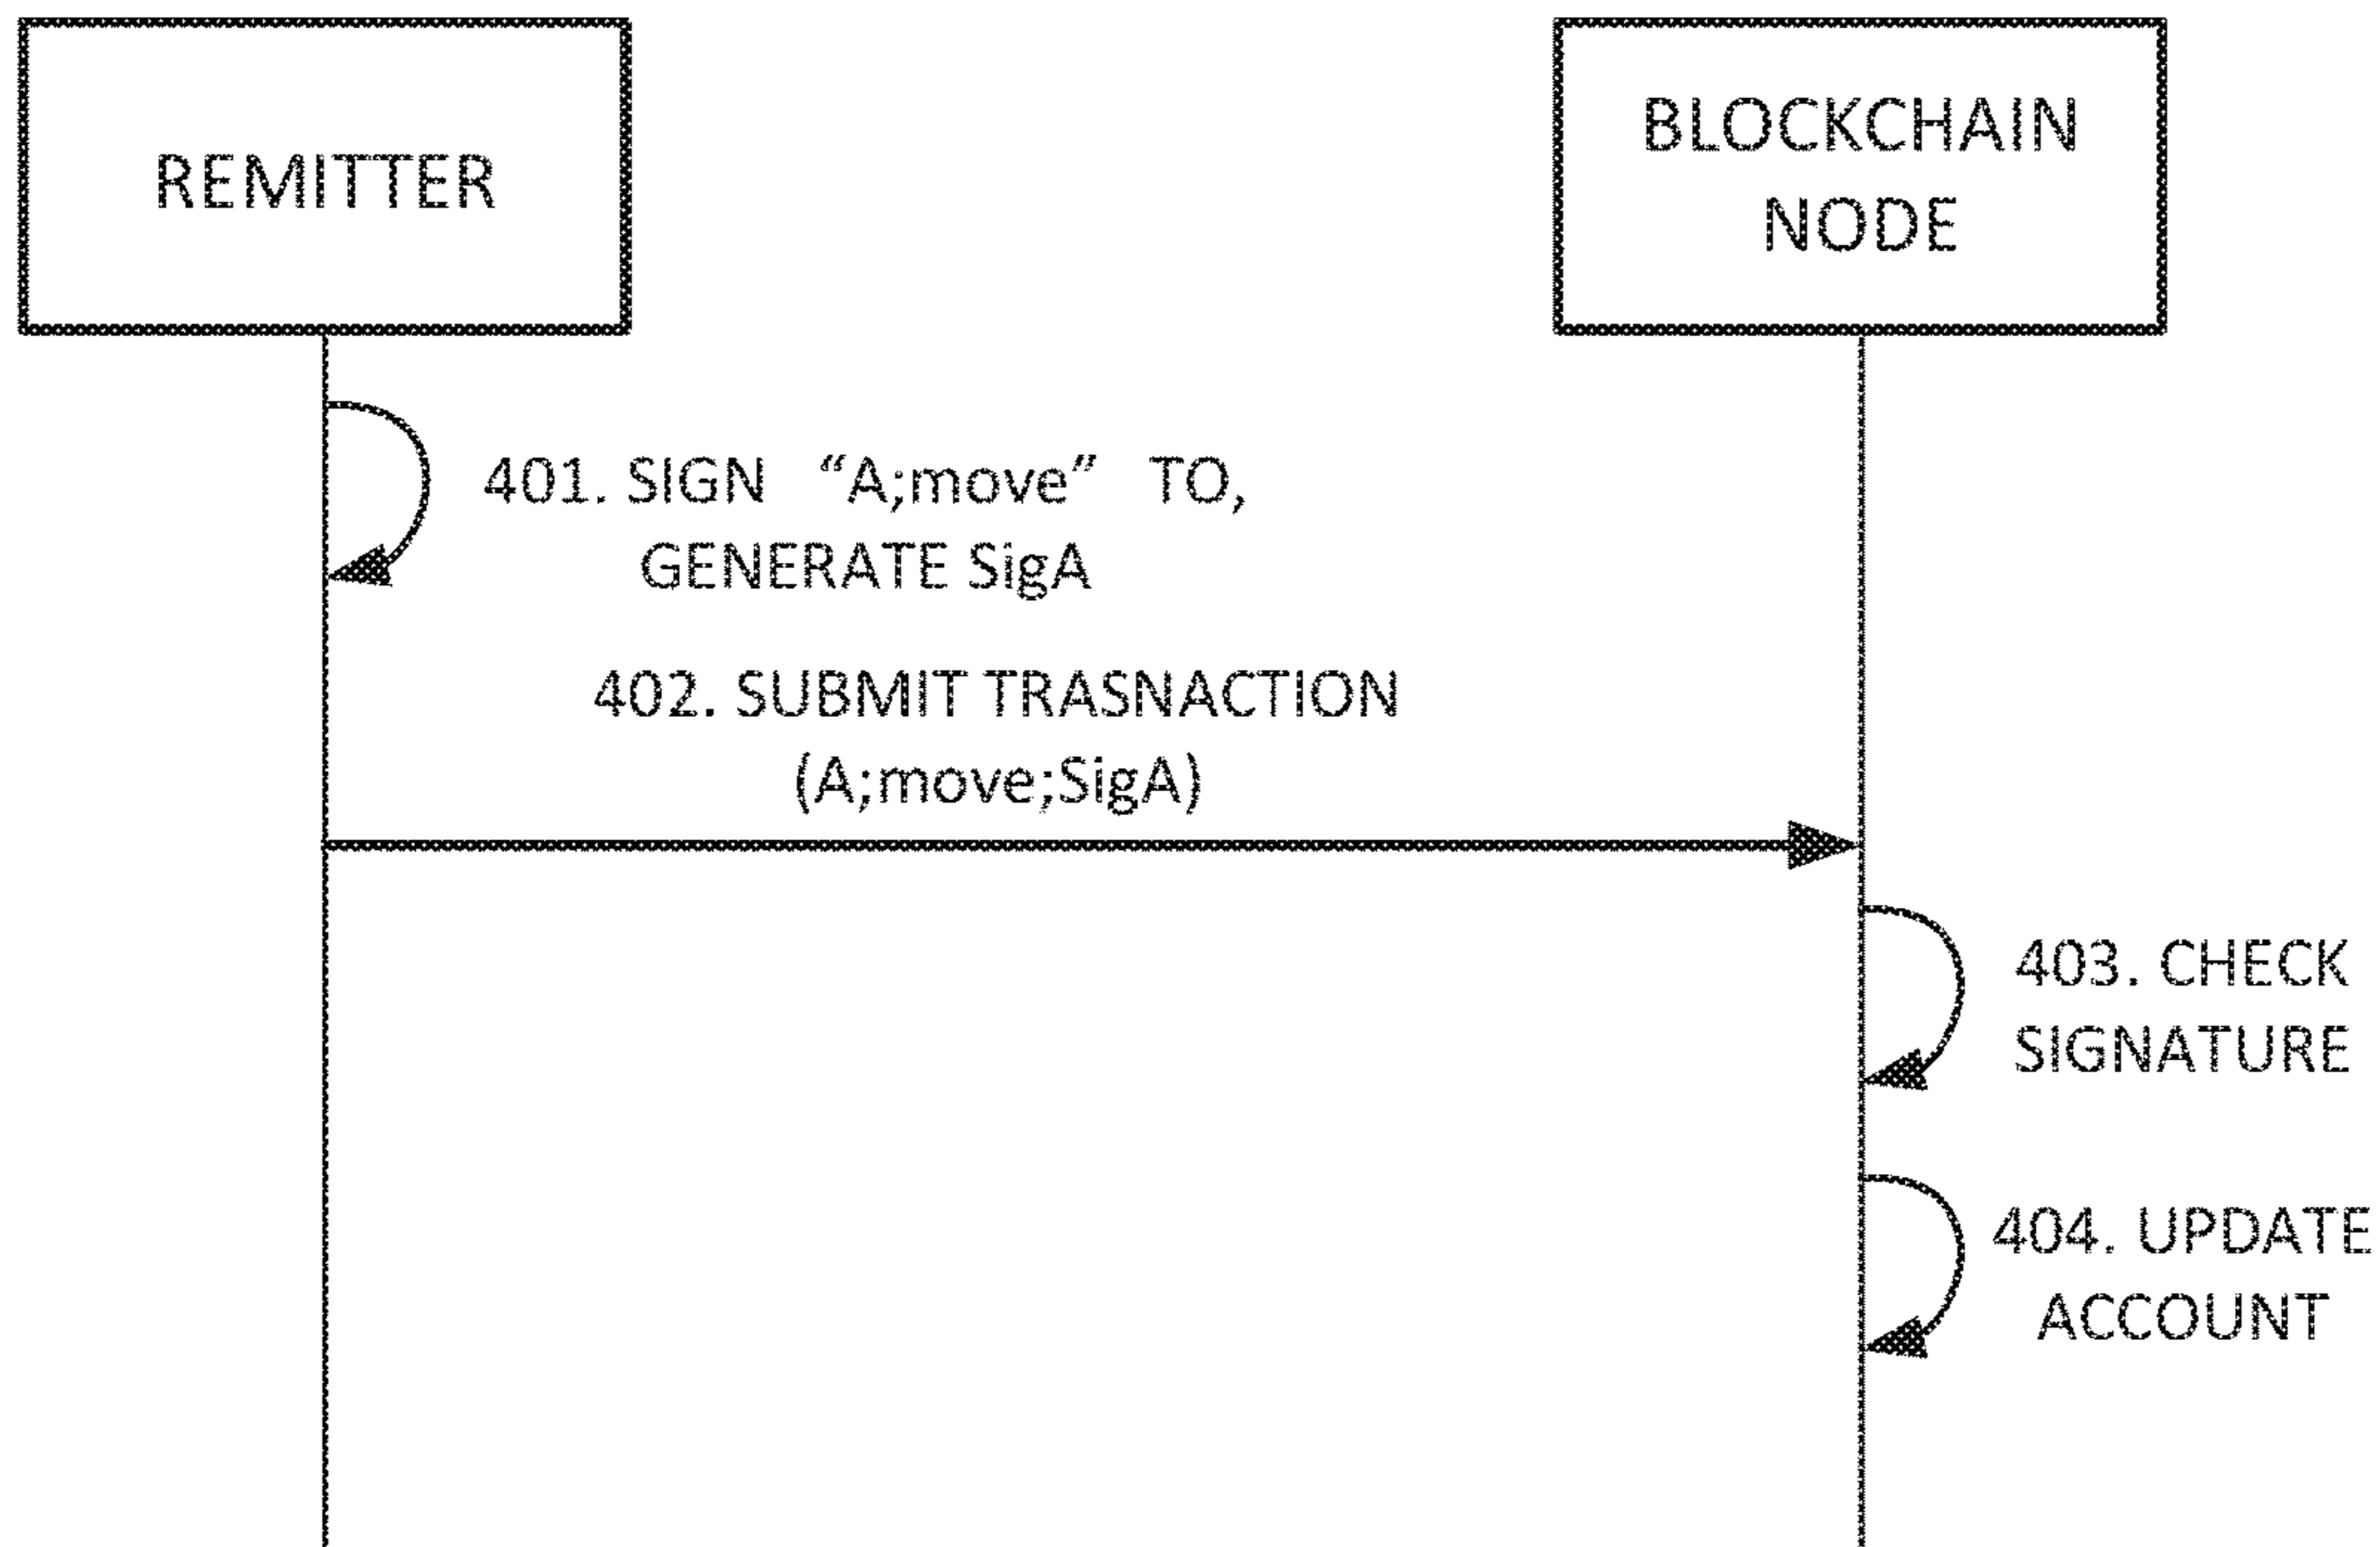 REMITTER
BLOCKCHAIN
NODE
401. SIGN “A;move” TO,
GENERATE SigA
402. SUBMIT TRASNACTION
(A;move;SigA)
403. CHECK
SIGNATURE
404. UPDATE
ACCOUNT